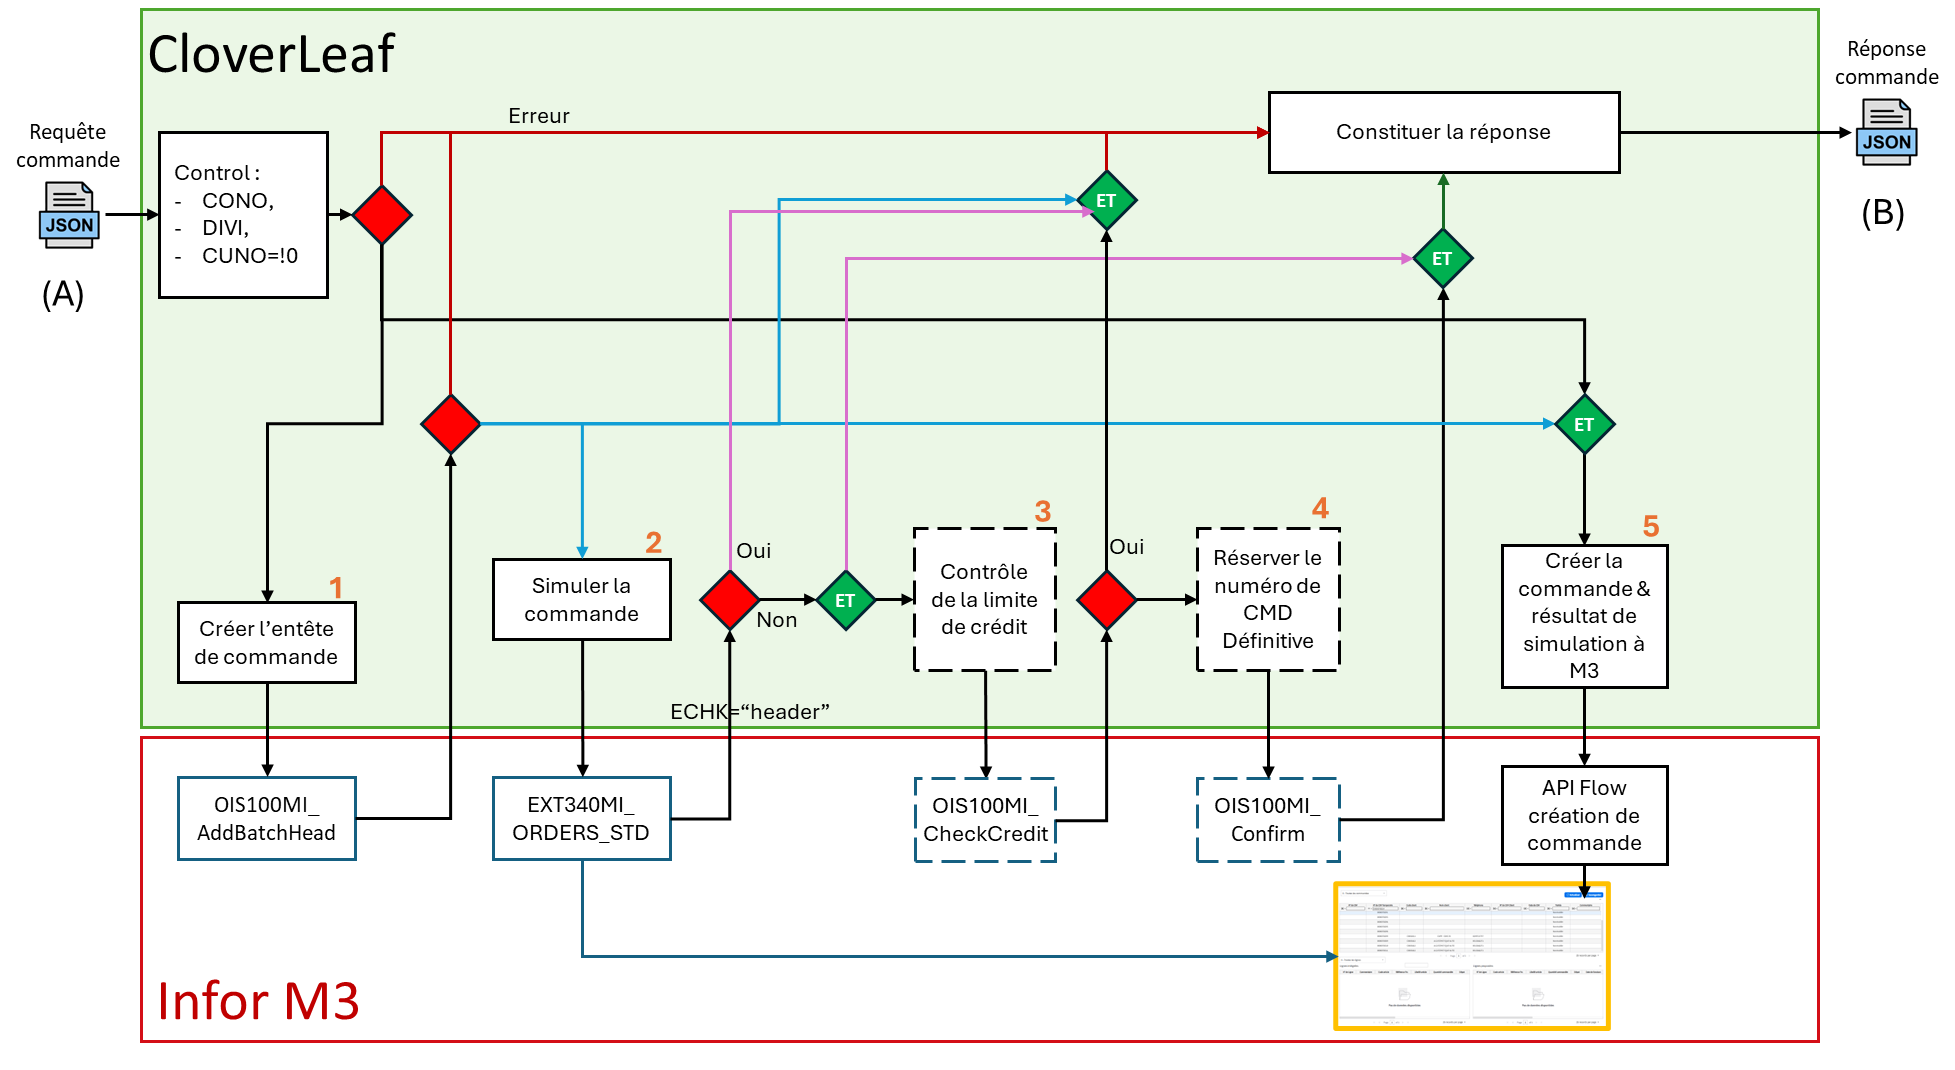 CloverLeaf
Réponse
commande
JSON
(B)
Requête
commande
JSON
(A)
Control :
- CONO,
- DIVI,
- CUNO=!0
Erreur
Constituer la réponse
ET
ET
ET
1
Créer l’entête
de commande
2
Simuler la
commande
Oui
Non
ET
3
Contrôle
de la limite
de crédit
Oui
4
Réserver le
numéro de
CMD
Définitive
5
Créer la
commande &
résultat de
simulation à
M3
ECHK=“header”
OIS100MI_
AddBatchHead
EXT340MI_
ORDERS_STD
OIS100MI_
CheckCredit
OIS100MI_
Confirm
API Flow
création de
commande
Infor M3